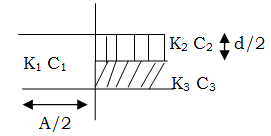 K₂ C₂ d/2
K₁ C₁
K₃ C₃
A/2